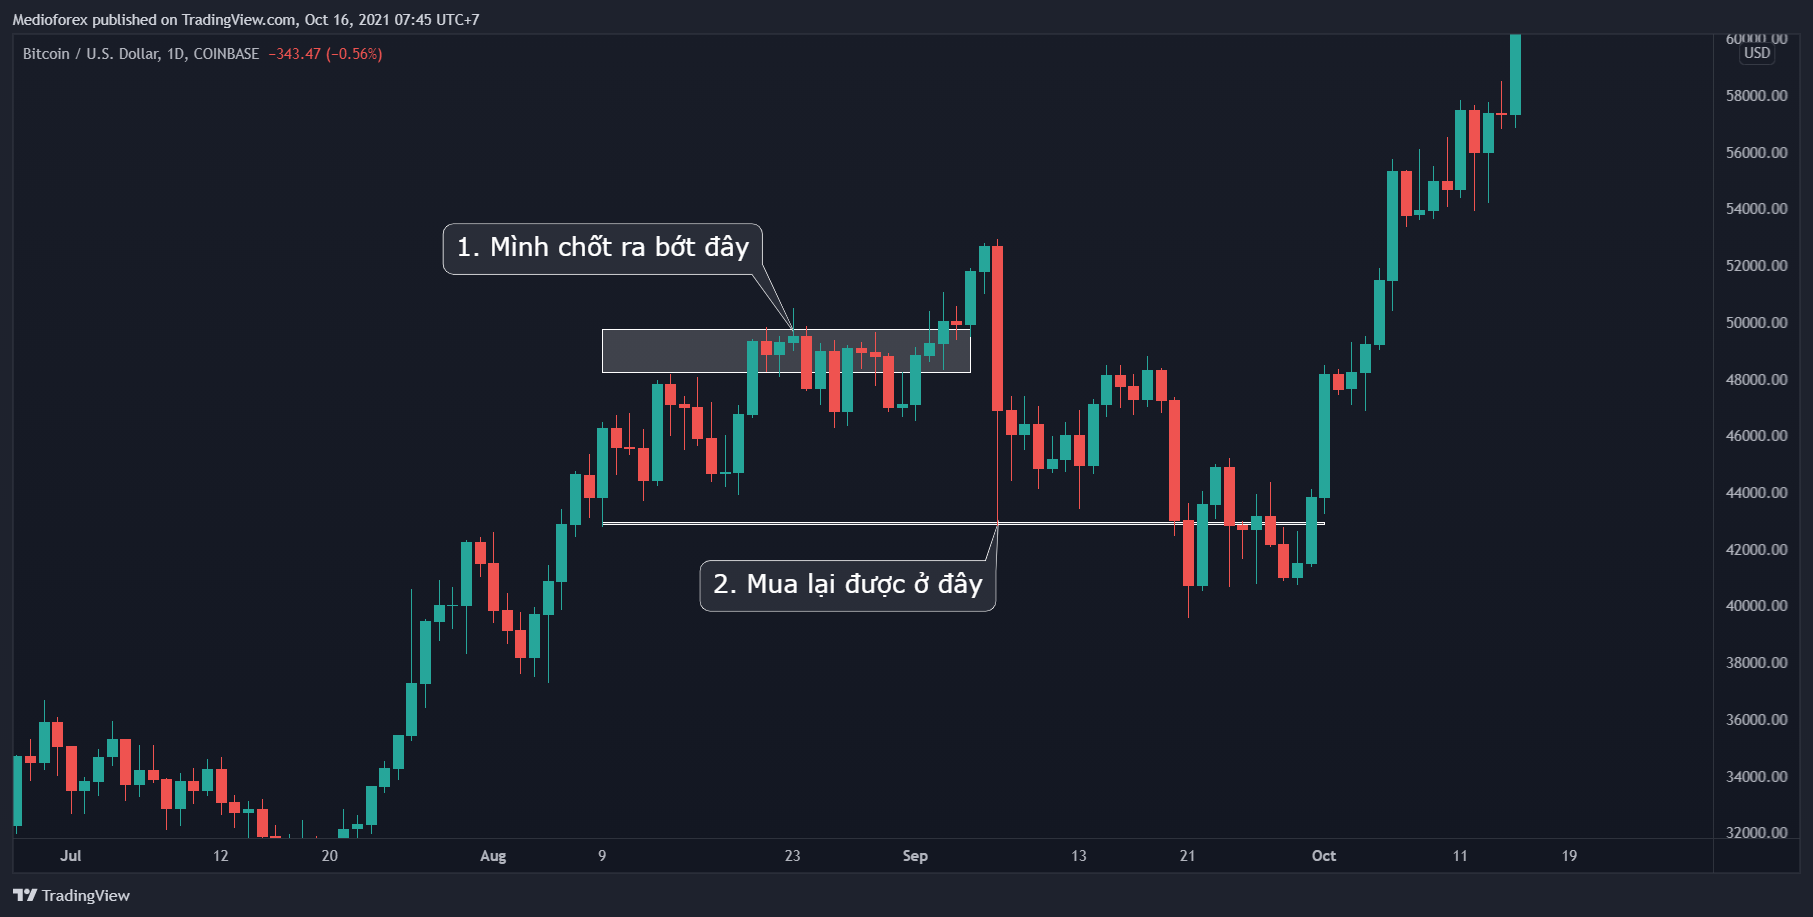 Medioforex published on TradingView.com, Oct 16, 2021 07:45 UTC+7
Bitcoin / U.S. Dollar, 1D, COINBASE −343.47 (−0.56%)
60000.00
USD
58000.00
56000.00
54000.00
1. Mình chốt ra bớt đây
52000.00
50000.00
48000.00
46000.00
44000.00
42000.00
2. Mua lại được ở đây
40000.00
38000.00
36000.00
34000.00
32000.00
Jul 12 20 Aug 9 23 Sep 13 21 Oct 11 19
TradingView